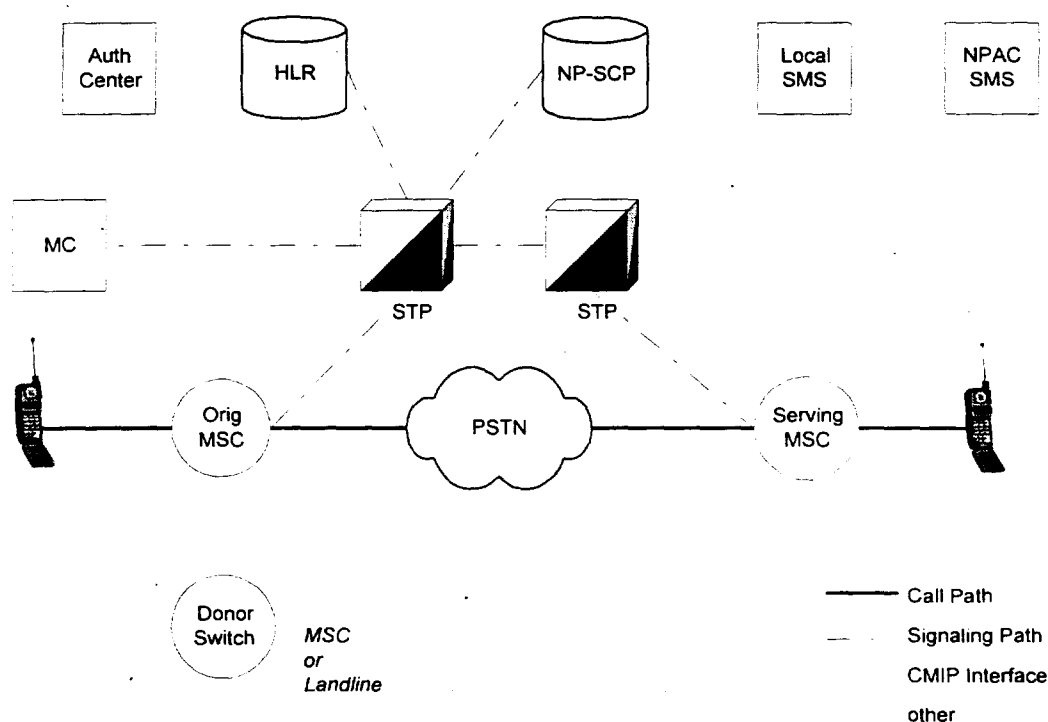 Auth
Center
HLR
NP-SCP
Local
SMS
NPAC
SMS
MC
STP
STP
Orig
MSC
PSTN
Serving
MSC
Donor
Switch
MSC
or
Landline
Call Path
Signaling Path
CMIP Interface
other